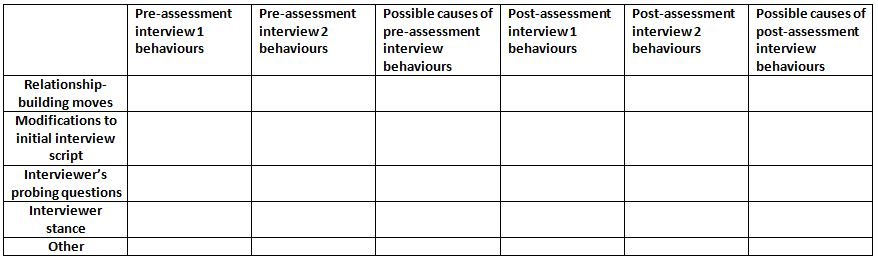 Pre-assessment
interview 1
behaviours
Pre-assessment
interview 2
behaviours
Possible causes of
pre-assessment
interview
behaviours
Post-assessment
interview 1
behaviours
Post-assessment
interview 2
behaviours
Possible causes of
post-assessment
interview
behaviours
Relationship-
building moves
Modifications to
initial interview
script
Interviewer’s
probing questions
Interviewer
stance
Other